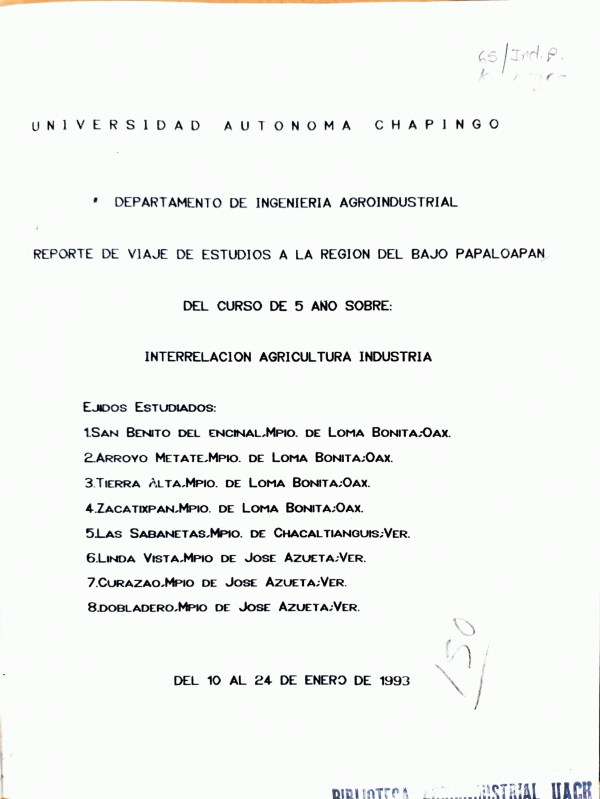 65/Ind. P.
UNIVERSIDAD AUTONOMA CHAPINGO
DEPARTAMENTO DE INGENIERIA AGROINDUSTRIAL
REPORTE DE VIAJE DE ESTUDIOS A LA REGION DEL BAJO PAPALOAPAN
DEL CURSO DE 5 AÑO SOBRE:
INTERRELACION AGRICULTURA INDUSTRIA
EJIDOS ESTUDIADOS:
1.SAN BENITO DEL ENCINAL,MPIO. DE LOMA BONITA;OAX.
2.ARROYO METATE,MPIO. DE LOMA BONITA;OAX.
3.TIERRA ALTA,MPIO. DE LOMA BONITA;OAX.
4.ZACATIXPAN,MPIO. DE LOMA BONITA;OAX.
5.LAS SABANETAS,MPIO. DE CHACALTIANGUIS;VER.
6.LINDA VISTA,MPIO DE JOSE AZUETA;VER.
7.CURAZAO,MPIO DE JOSE AZUETA;VER.
8.DOBLADERO,MPIO DE JOSE AZUETA;VER.
150
DEL 10 AL 24 DE ENERO DE 1993
BIBLIOTECA UACH